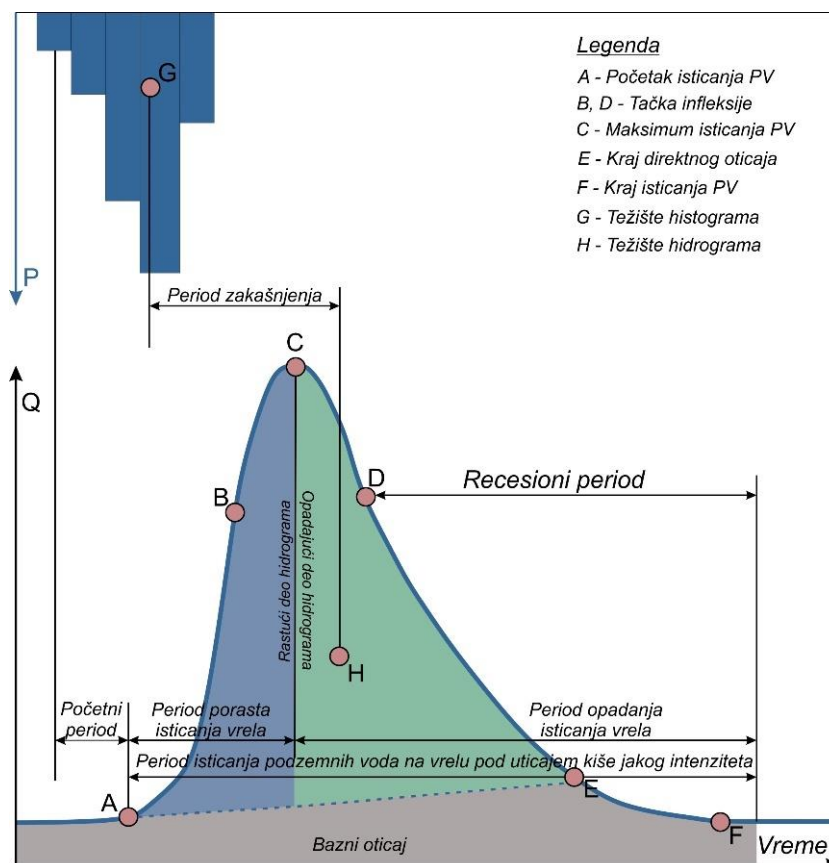 Legenda
A - Početak isticanja PV
B, D - Tačka infleksije
C - Maksimum isticanja PV
E - Kraj direktnog oticaja
F - Kraj isticanja PV
G - Težište histograma
H - Težište hidrograma
G
P
Period zakašnjenja
C
Q
D
Recesioni period
B
Rastući deo hidrograma
Opadajući deo hidrograma
H
Početni
period
Period porasta
isticanja vrela
Period opadanja
isticanja vrela
Period isticanja podzemnih voda na vrelu pod uticajem kiše jakog intenziteta
A
E
F
Bazni oticaj
Vreme